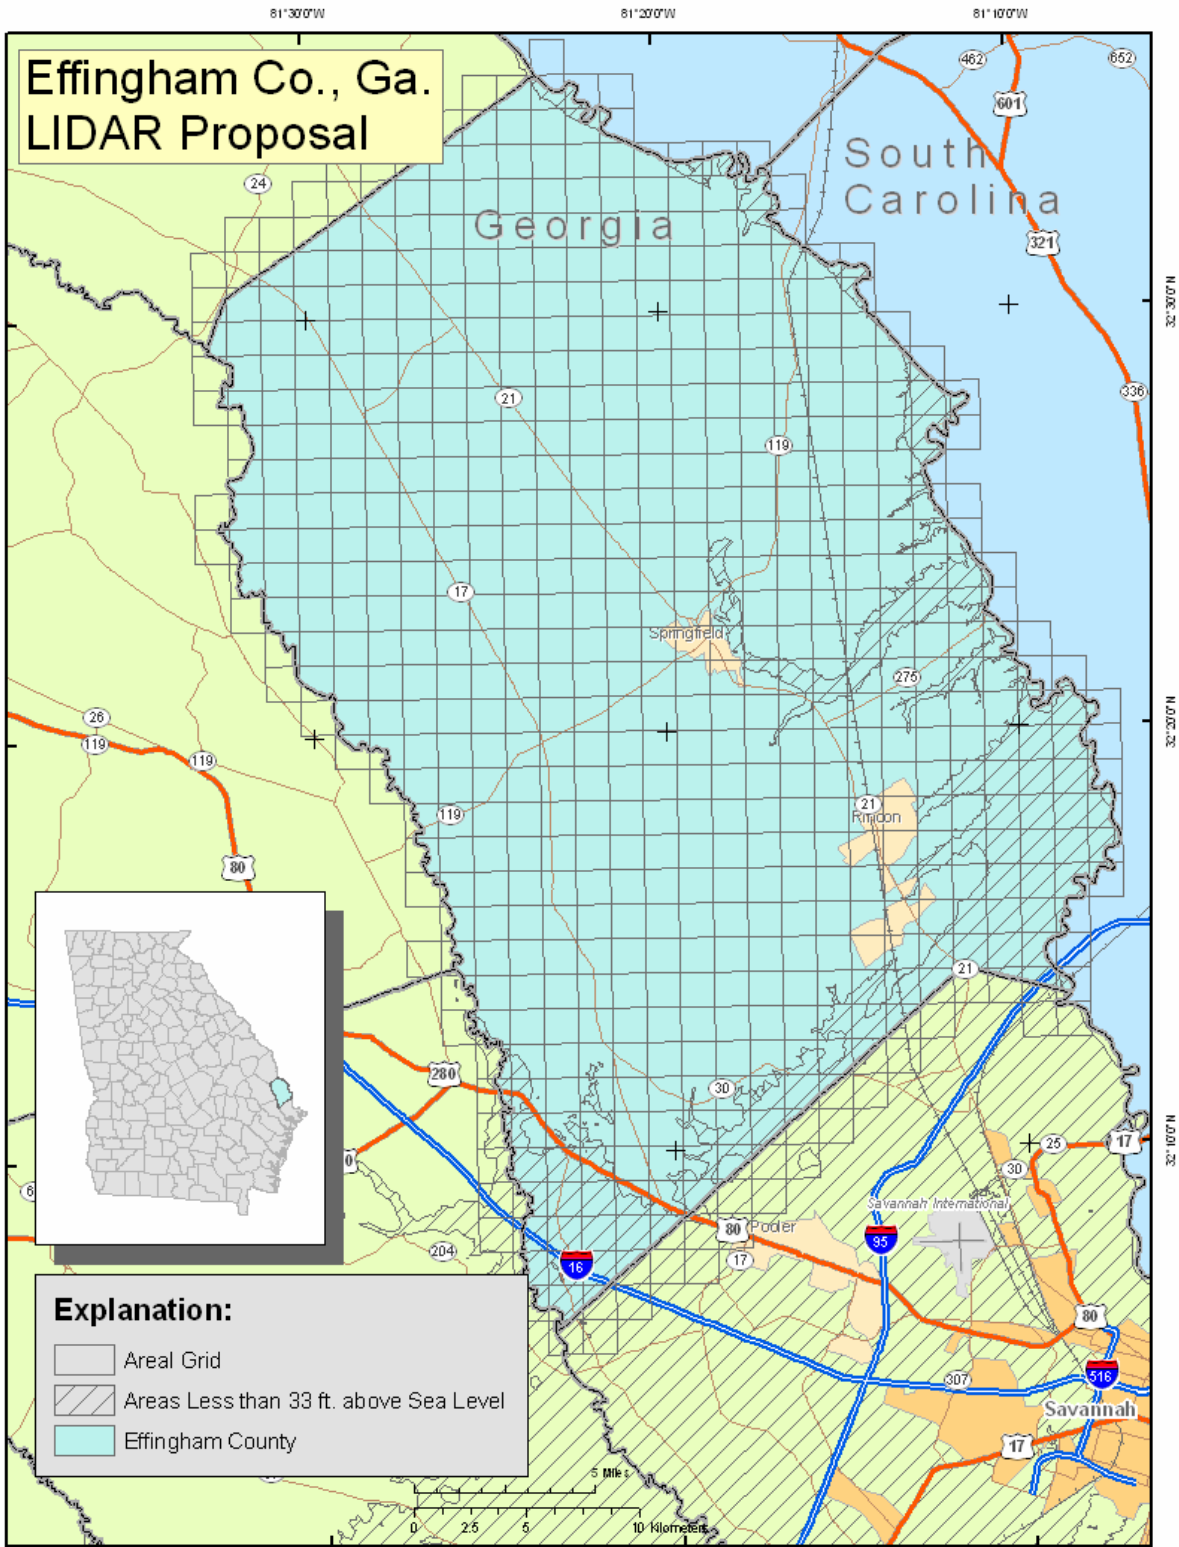 81°30'0"W
81°20'0"W
81°10'0"W
Effingham Co., Ga.
LIDAR Proposal
462
652
601
South
Carolina
24
Georgia
321
32°30'0"N
336
21
119
17
Springfield
275
26
119
119
32°20'0"N
21
Rincon
119
80
21
280
30
32°10'0"N
25
17
30
Savannah International
80
Pooler
95
204
17
16
Explanation:
Areal Grid
Areas Less than 33 ft. above Sea Level
Effingham County
80
307
516
Savannah
17
5 Miles
0 2.5 5 10 Kilometers